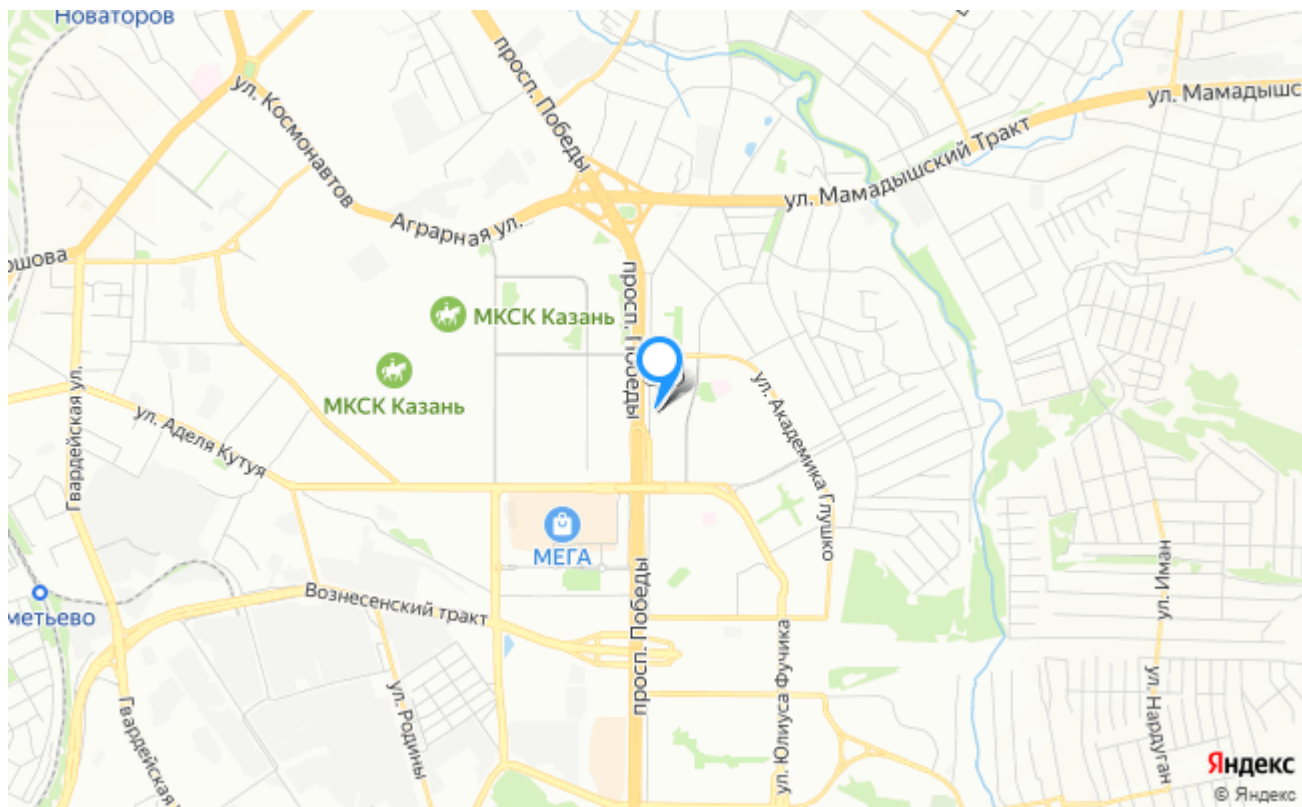 Новаторов
ул. Космонавтов
просп. Победы
ул. Мамадышс
ул. Мамадышский Тракт
Аграрная ул.
ошова
просп. Победы
МКСК Казань
МКСК Казань
Гвардейская ул.
ул. Аделя Кутуя
ул. Академика Глушко
МЕГА
просп. Победы
Вознесенский тракт
метьево
ул. Родины
Гвардейская
ул. Юлиуса Фучика
ул. Иман
ул. Нардуган
Яндекс
© Яндекс